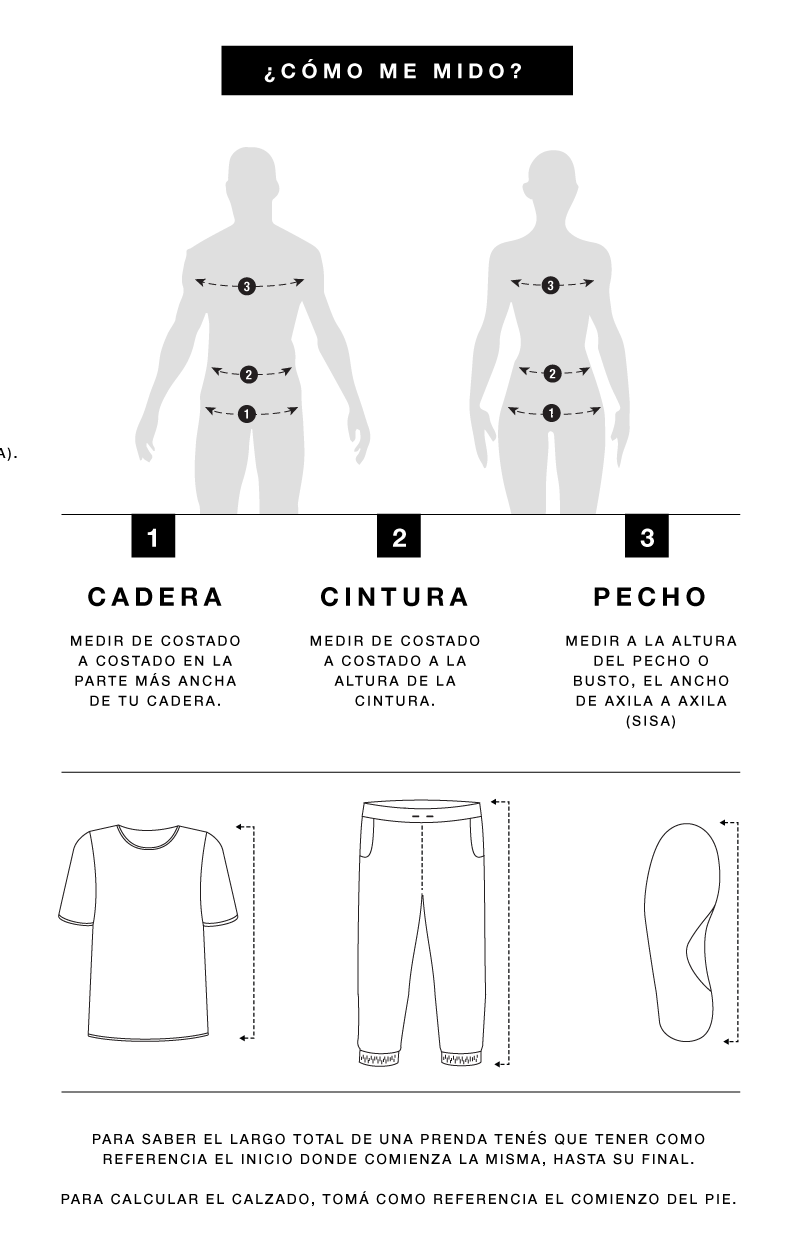 ¿CÓMO ME MIDO?
3
3
2
2
1
1
A).
1
2
3
CADERA
CINTURA
PECHO
MEDIR DE COSTADO
A COSTADO EN LA
PARTE MÁS ANCHA
DE TU CADERA.
MEDIR DE COSTADO
A COSTADO A LA
ALTURA DE LA
CINTURA.
MEDIR A LA ALTURA
DEL PECHO O
BUSTO, EL ANCHO
DE AXILA A AXILA
(SISA)
PARA SABER EL LARGO TOTAL DE UNA PRENDA TENÉS QUE TENER COMO
REFERENCIA EL INICIO DONDE COMIENZA LA MISMA, HASTA SU FINAL.
PARA CALCULAR EL CALZADO, TOMÁ COMO REFERENCIA EL COMIENZO DEL PIE.